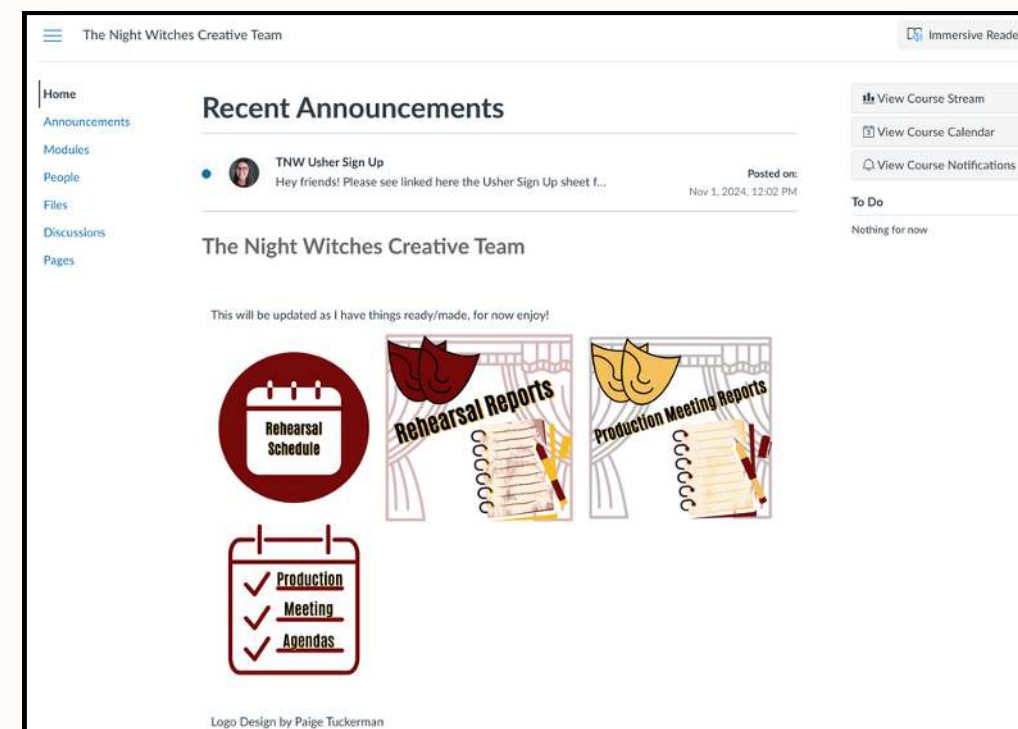 The Night Witches Creative Team
Immersive Reade
Home
Announcements
Modules
People
Files
Discussions
Pages
Recent Announcements
TNW Usher Sign Up
Hey friends! Please see linked here the Usher Sign Up sheet f...
Posted on:
Nov 1, 2024, 12:02 PM
The Night Witches Creative Team
This will be updated as I have things ready/made, for now enjoy!
Rehearsal
Schedule
Rehearsal Reports
Production Meeting Reports
Production
Meeting
Agendas
Logo Design by Paige Tuckerman
View Course Stream
View Course Calendar
View Course Notifications
To Do
Nothing for now